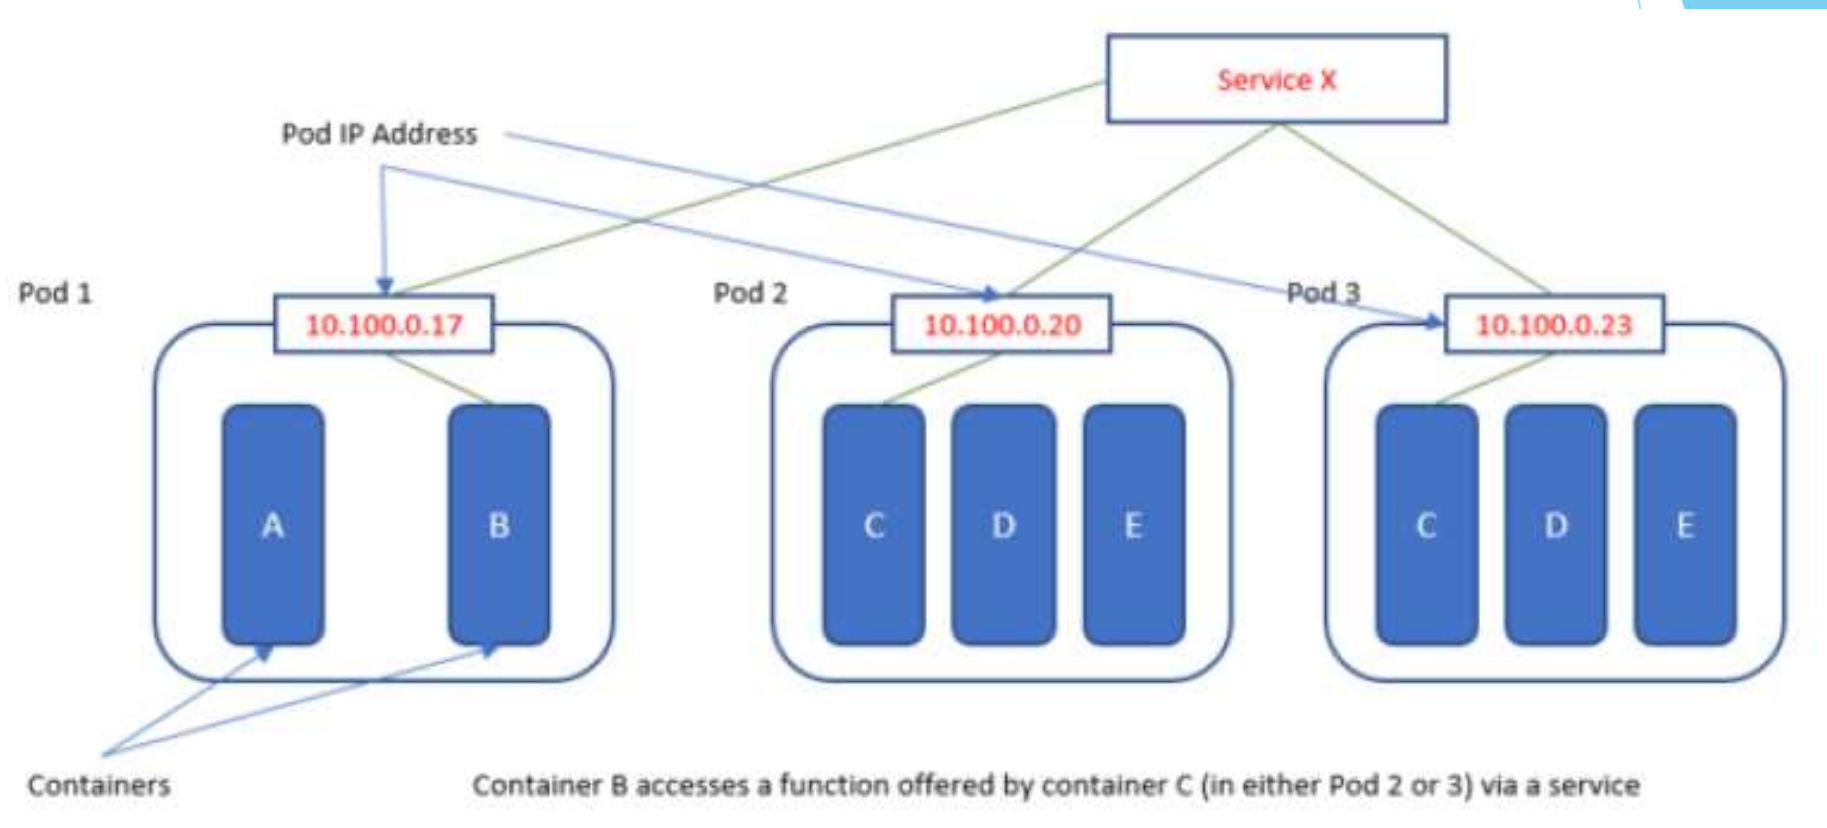 Service X
Pod IP Address
Pod 1
Pod 2
Pod 3
10.100.0.17
10.100.0.20
10.100.0.23
A
B
C
D
E
C
D
E
Containers
Container B accesses a function offered by container C (in either Pod 2 or 3) via a service